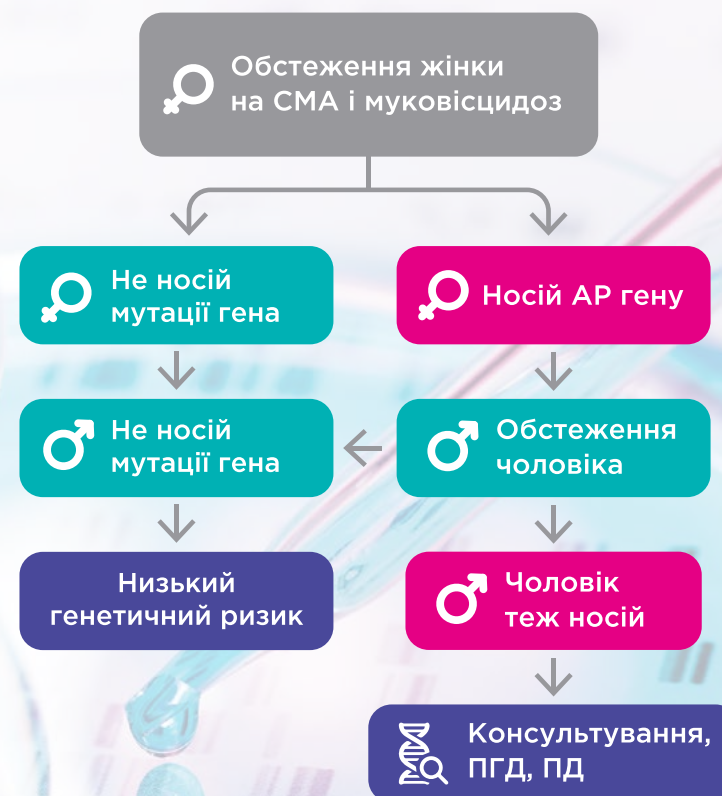 Обстеження жінки
на СМА і муковісцидоз
Не носій
мутації гена
Носій АР гену
Не носій
мутації гена
Обстеження
чоловіка
Низький
генетичний ризик
Чоловік
теж носій
Консультування,
ПГД, ПД